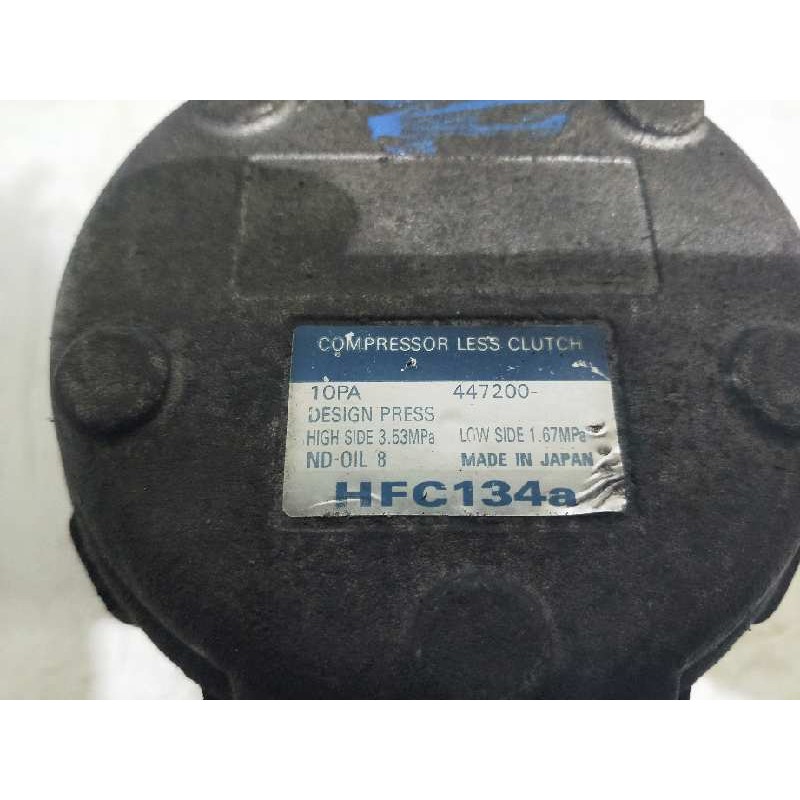 COMPRESSOR LESS CLUTCH
10PA 447200-
DESIGN PRESS
HIGH SIDE 3.53MPa LOW SIDE 1.67MPa
ND-OIL 8 MADE IN JAPAN
HFC134a